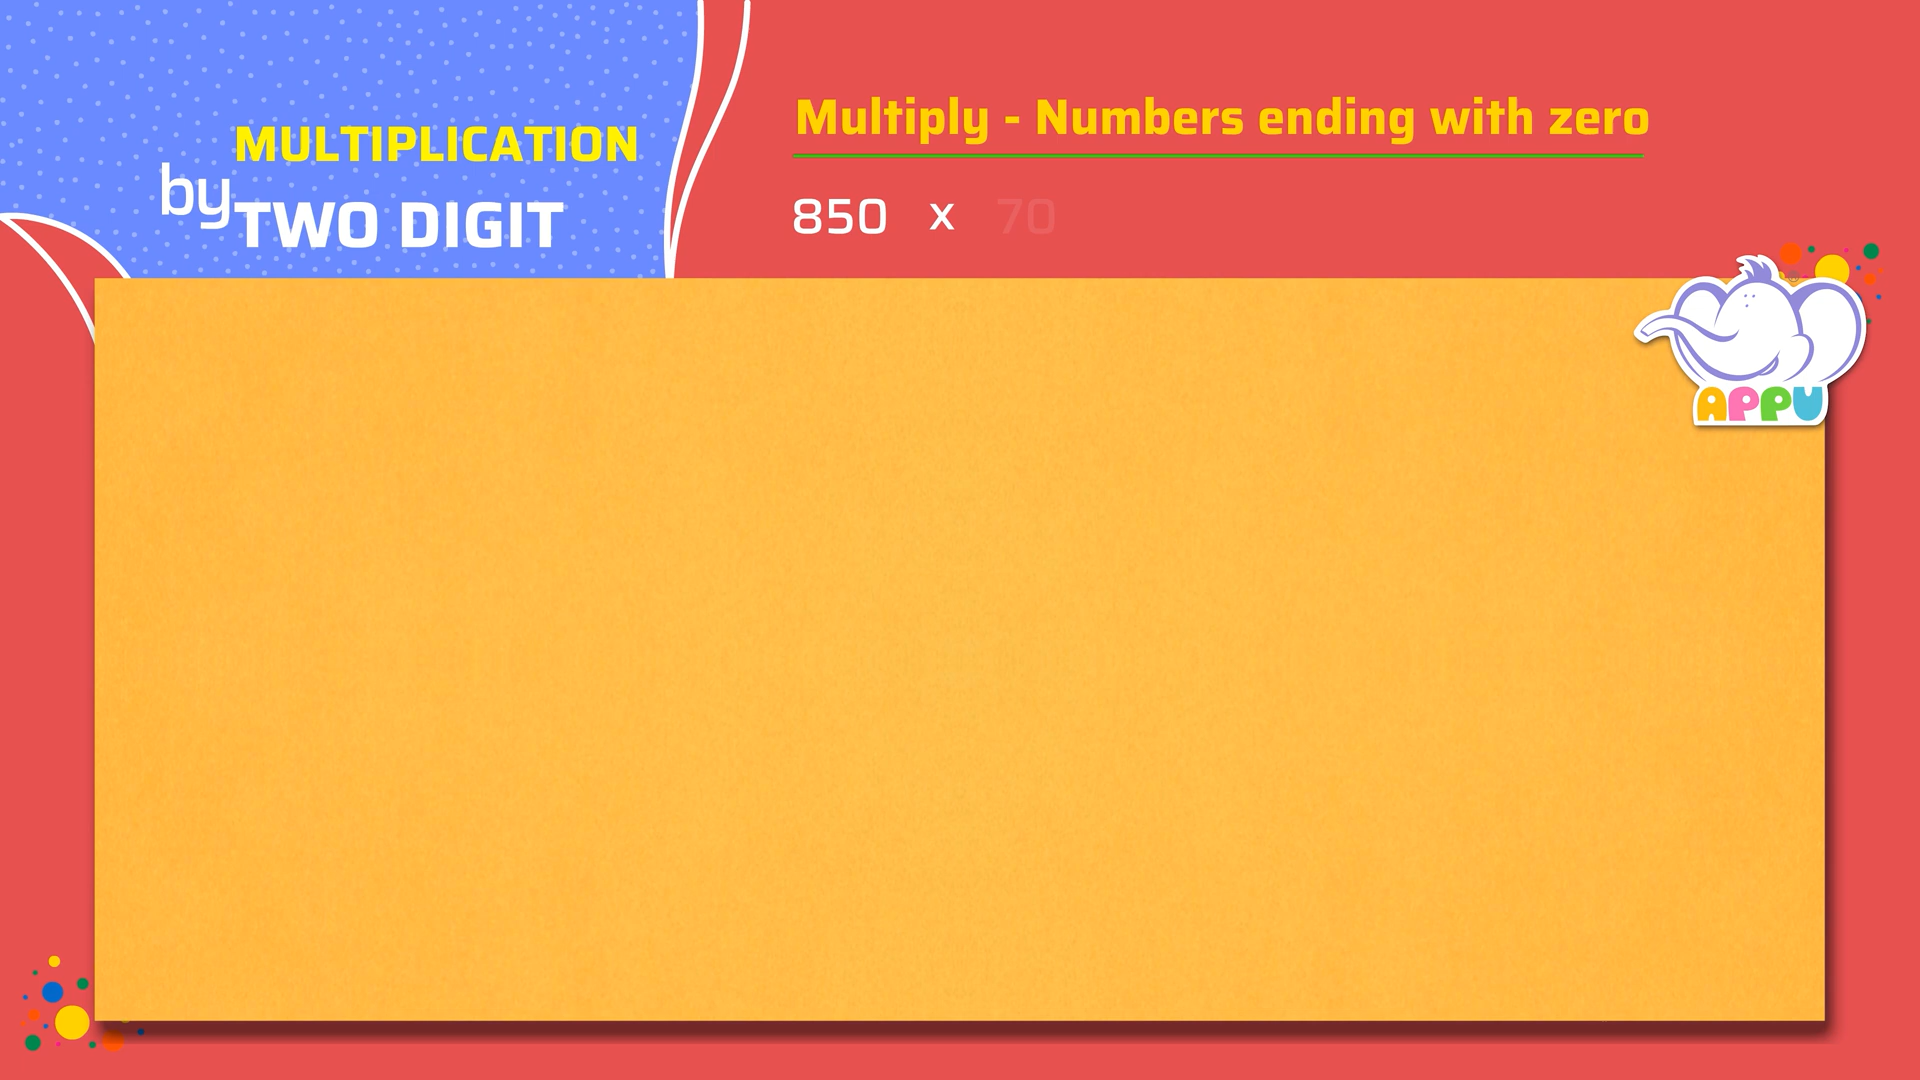 MULTIPLICATION
by TWO DIGIT
Multiply - Numbers ending with zero
850 x 70
APPU